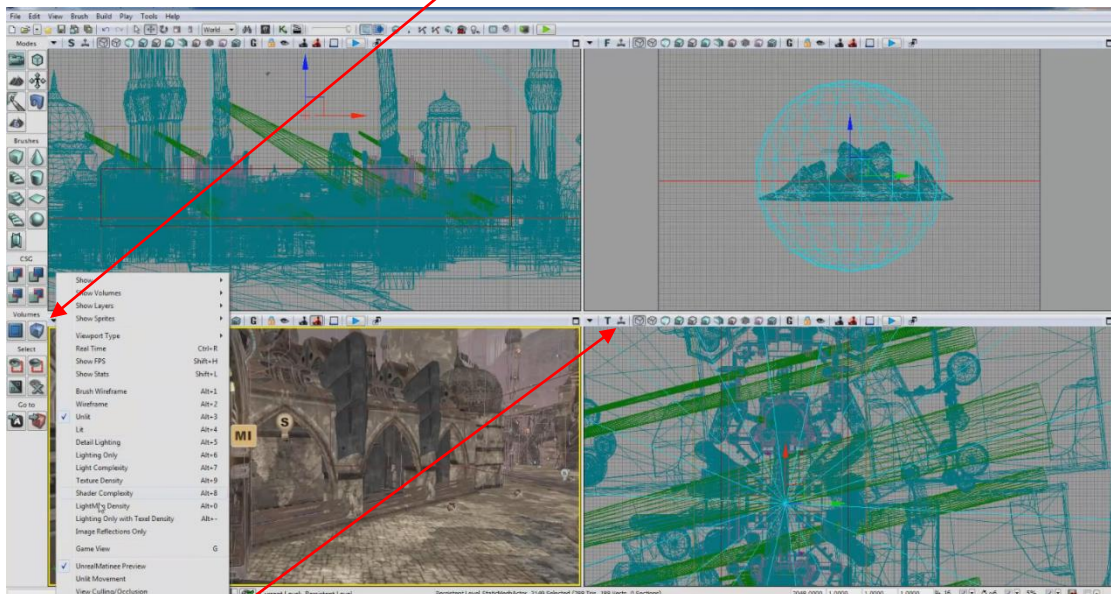 File Edit View Brush Build Play Tools Help
World
Modes
S
G
F
G
Brushes
CSG
Volumes
Select
Go to
Show
Show Volumes
Show Layers
Show Sprites
Viewport Type
Real Time Ctrl+R
Show FPS Shift+H
Show Stats Shift+L
Brush Wireframe Alt+1
Wireframe Alt+2
Unlit Alt+3
Lit Alt+4
Detail Lighting Alt+5
Lighting Only Alt+6
Light Complexity Alt+7
Texture Density Alt+9
Shader Complexity Alt+8
LightMap Density Alt+0
Lighting Only with Texel Density Alt+-
Image Reflections Only
Game View G
UnrealMatinee Preview
Unlit Movement
View Culling/Occlusion
G
T
G
MI
S